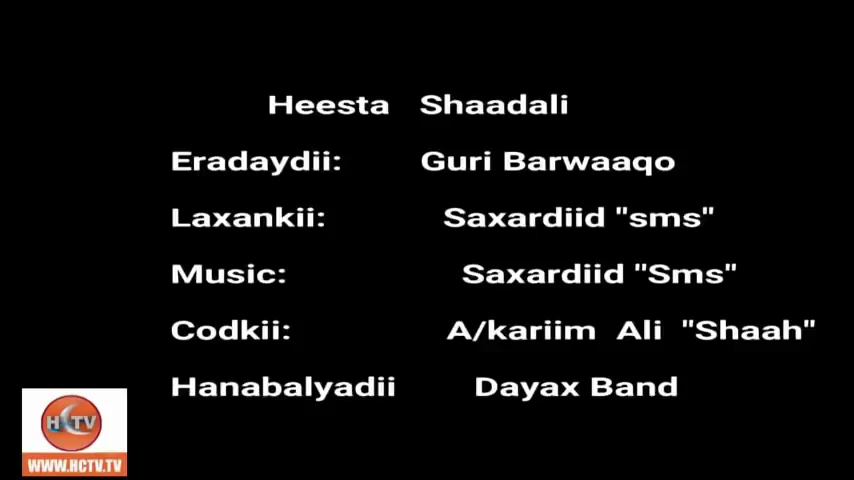 Heesta Shaadali
Eradaydii: Guri Barwaaqo
Laxankii: Saxardiid "sms"
Music: Saxardiid "Sms"
Codkii: A/kariim Ali "Shaah"
Hanabalyadii Dayax Band
HCTV
WWW.HCTV.TV